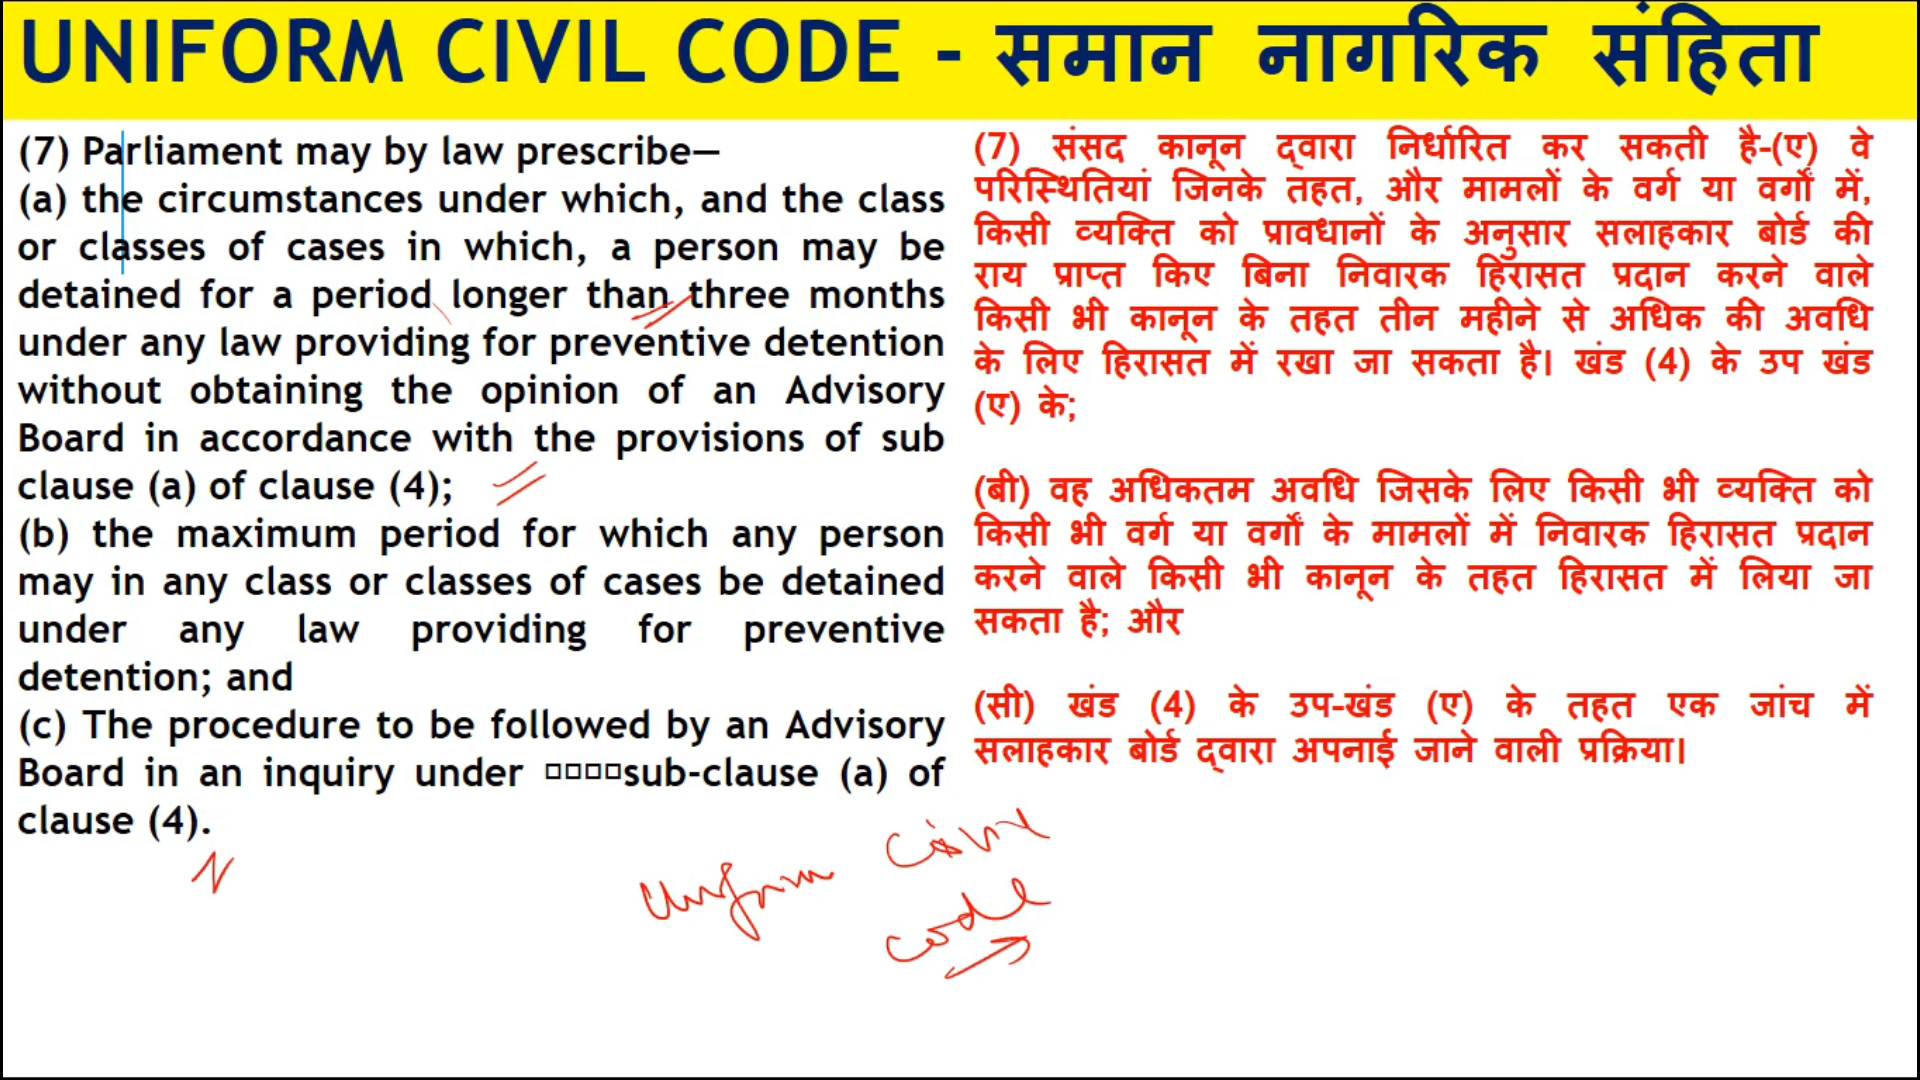 UNIFORM CIVIL CODE - समान नागरिक संहिता
(7) Parliament may by law prescribe—
(a) the circumstances under which, and the class
or classes of cases in which, a person may be
detained for a period longer than three months
under any law providing for preventive detention
without obtaining the opinion of an Advisory
Board in accordance with the provisions of sub
clause (a) of clause (4);
(b) the maximum period for which any person
may in any class or classes of cases be detained
under any law providing for preventive
detention; and
(c) The procedure to be followed by an Advisory
Board in an inquiry under □□□□sub-clause (a) of
clause (4).
(7) संसद कानून द्वारा निर्धारित कर सकती है-(ए) वे
परिस्थितियां जिनके तहत, और मामलों के वर्ग या वर्गों में,
किसी व्यक्ति को प्रावधानों के अनुसार सलाहकार बोर्ड की
राय प्राप्त किए बिना निवारक हिरासत प्रदान करने वाले
किसी भी कानून के तहत तीन महीने से अधिक की अवधि
के लिए हिरासत में रखा जा सकता है। खंड (4) के उप खंड
(ए) के;
(बी) वह अधिकतम अवधि जिसके लिए किसी भी व्यक्ति को
किसी भी वर्ग या वर्गों के मामलों में निवारक हिरासत प्रदान
करने वाले किसी भी कानून के तहत हिरासत में लिया जा
सकता है; और
(सी) खंड (4) के उप-खंड (ए) के तहत एक जांच में
सलाहकार बोर्ड द्वारा अपनाई जाने वाली प्रक्रिया।
N
Uniform Civil
code